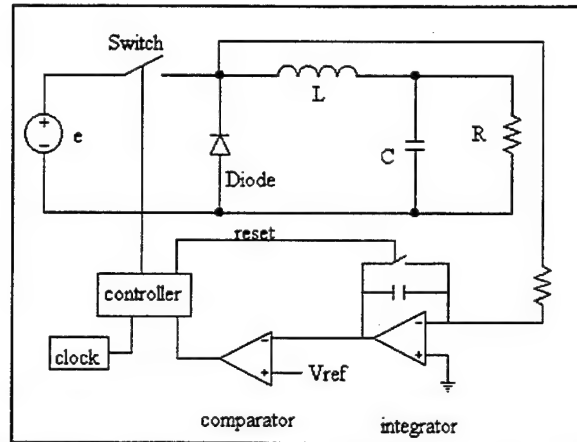 Switch
+
−
e
L
C
R
Diode
reset
controller
clock
−
+
Vref
−
+
comparator
integrator